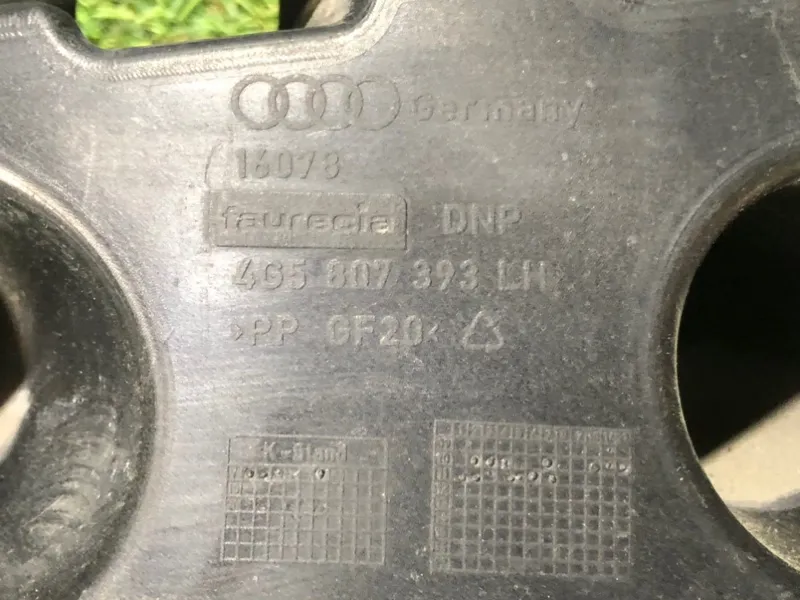 Germany
16078
faurecia DNP
4G5 807 393 LH
>PP GF20<
K-Stand